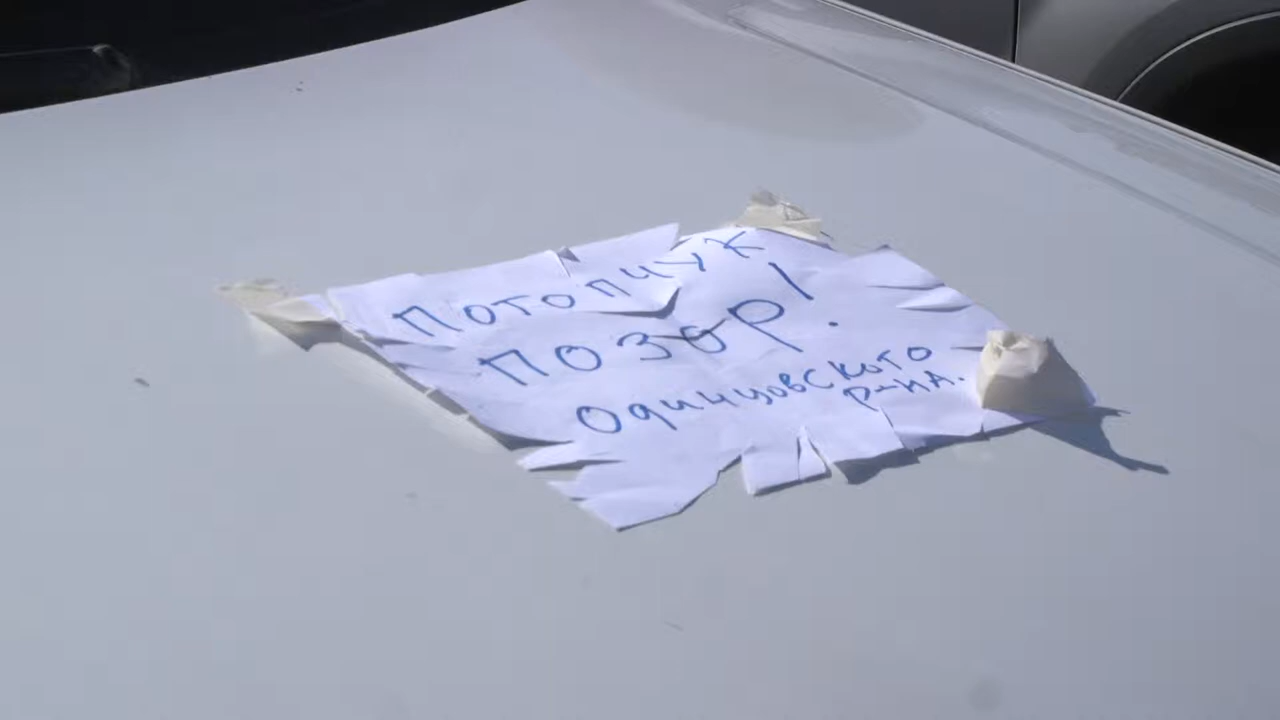 Потопчук
позор!
Одинцовского
р-на.